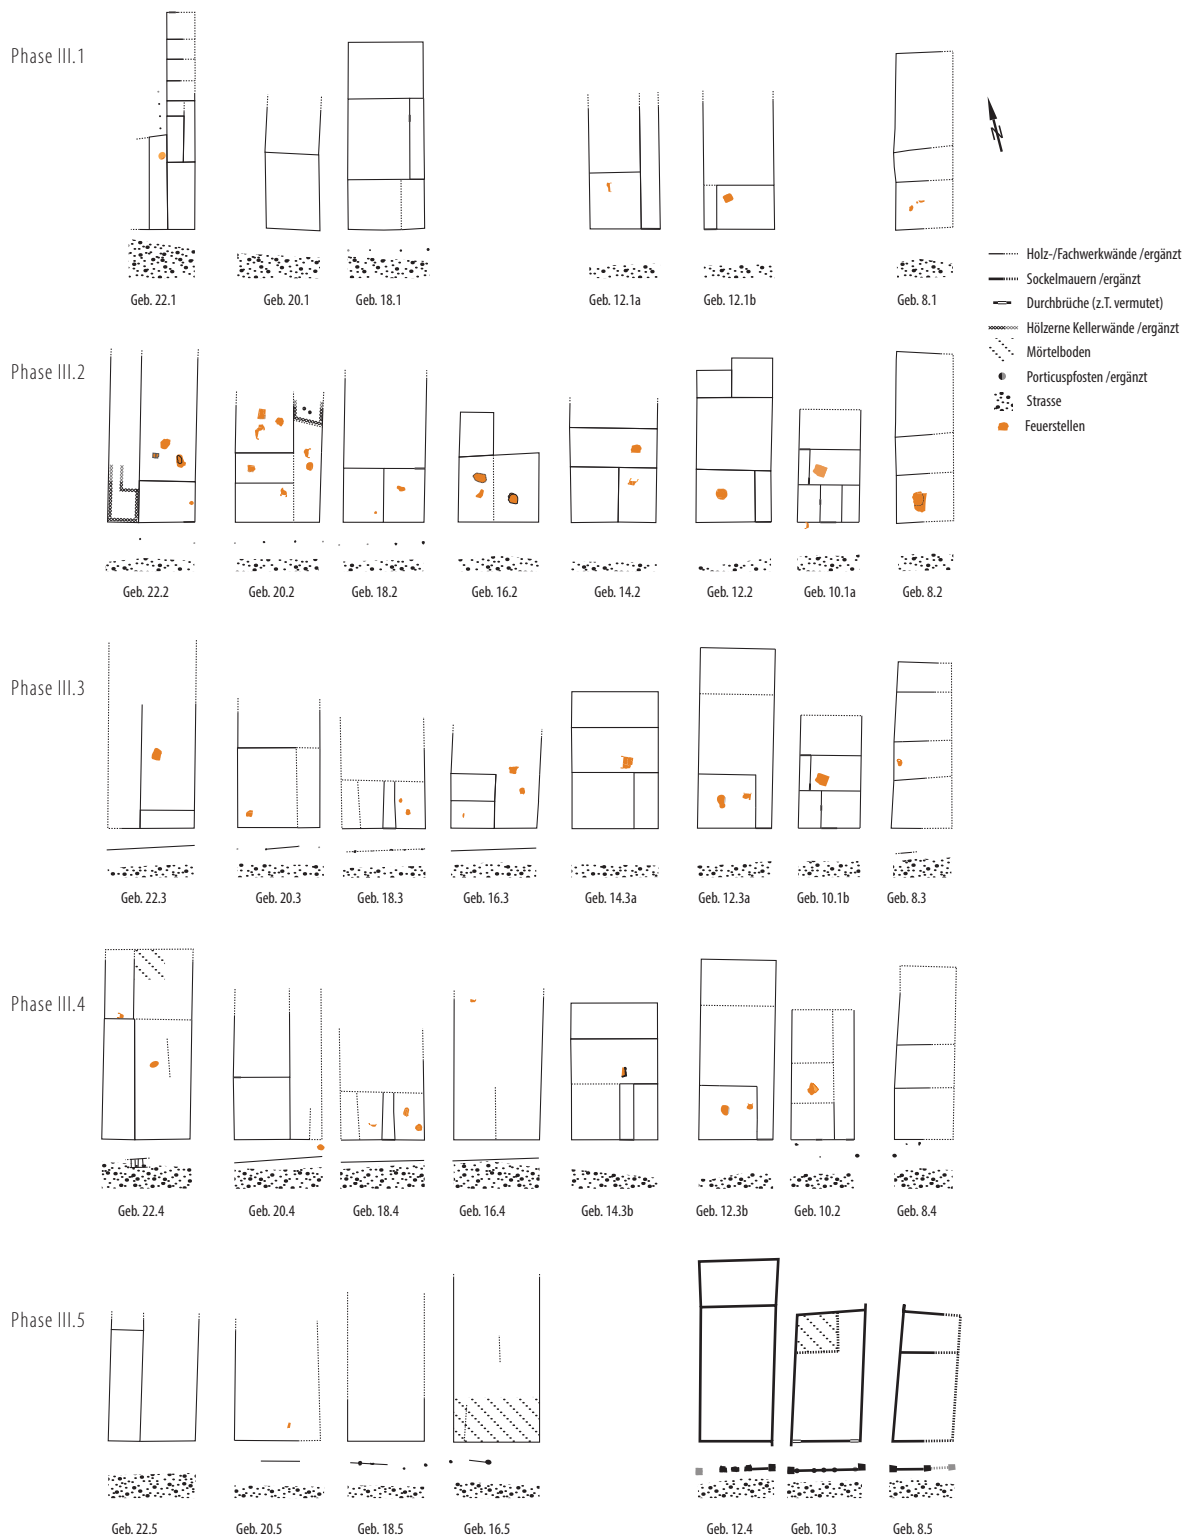 Phase III.1
Geb. 22.1
Geb. 20.1
Geb. 18.1
Geb. 12.1a
Geb. 12.1b
Geb. 8.1
Holz-/Fachwerkwände /ergänzt
Sockelmauern /ergänzt
Durchbrüche (z.T. vermutet)
Hölzerne Kellerwände /ergänzt
Mörtelboden
Porticuspfosten /ergänzt
Strasse
Feuerstellen
Phase III.2
Geb. 22.2
Geb. 20.2
Geb. 18.2
Geb. 16.2
Geb. 14.2
Geb. 12.2
Geb. 10.1a
Geb. 8.2
Phase III.3
Geb. 22.3
Geb. 20.3
Geb. 18.3
Geb. 16.3
Geb. 14.3a
Geb. 12.3a
Geb. 10.1b
Geb. 8.3
Phase III.4
Geb. 22.4
Geb. 20.4
Geb. 18.4
Geb. 16.4
Geb. 14.3b
Geb. 12.3b
Geb. 10.2
Geb. 8.4
Phase III.5
Geb. 22.5
Geb. 20.5
Geb. 18.5
Geb. 16.5
Geb. 12.4
Geb. 10.3
Geb. 8.5